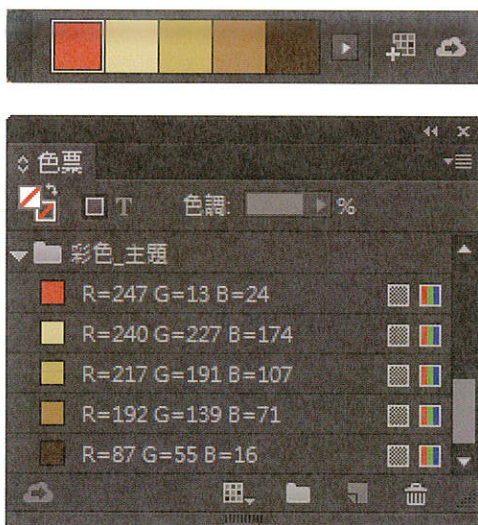 色票
T
色調: %
彩色_主題
R=247 G=13 B=24
R=240 G=227 B=174
R=217 G=191 B=107
R=192 G=139 B=71
R=87 G=55 B=16